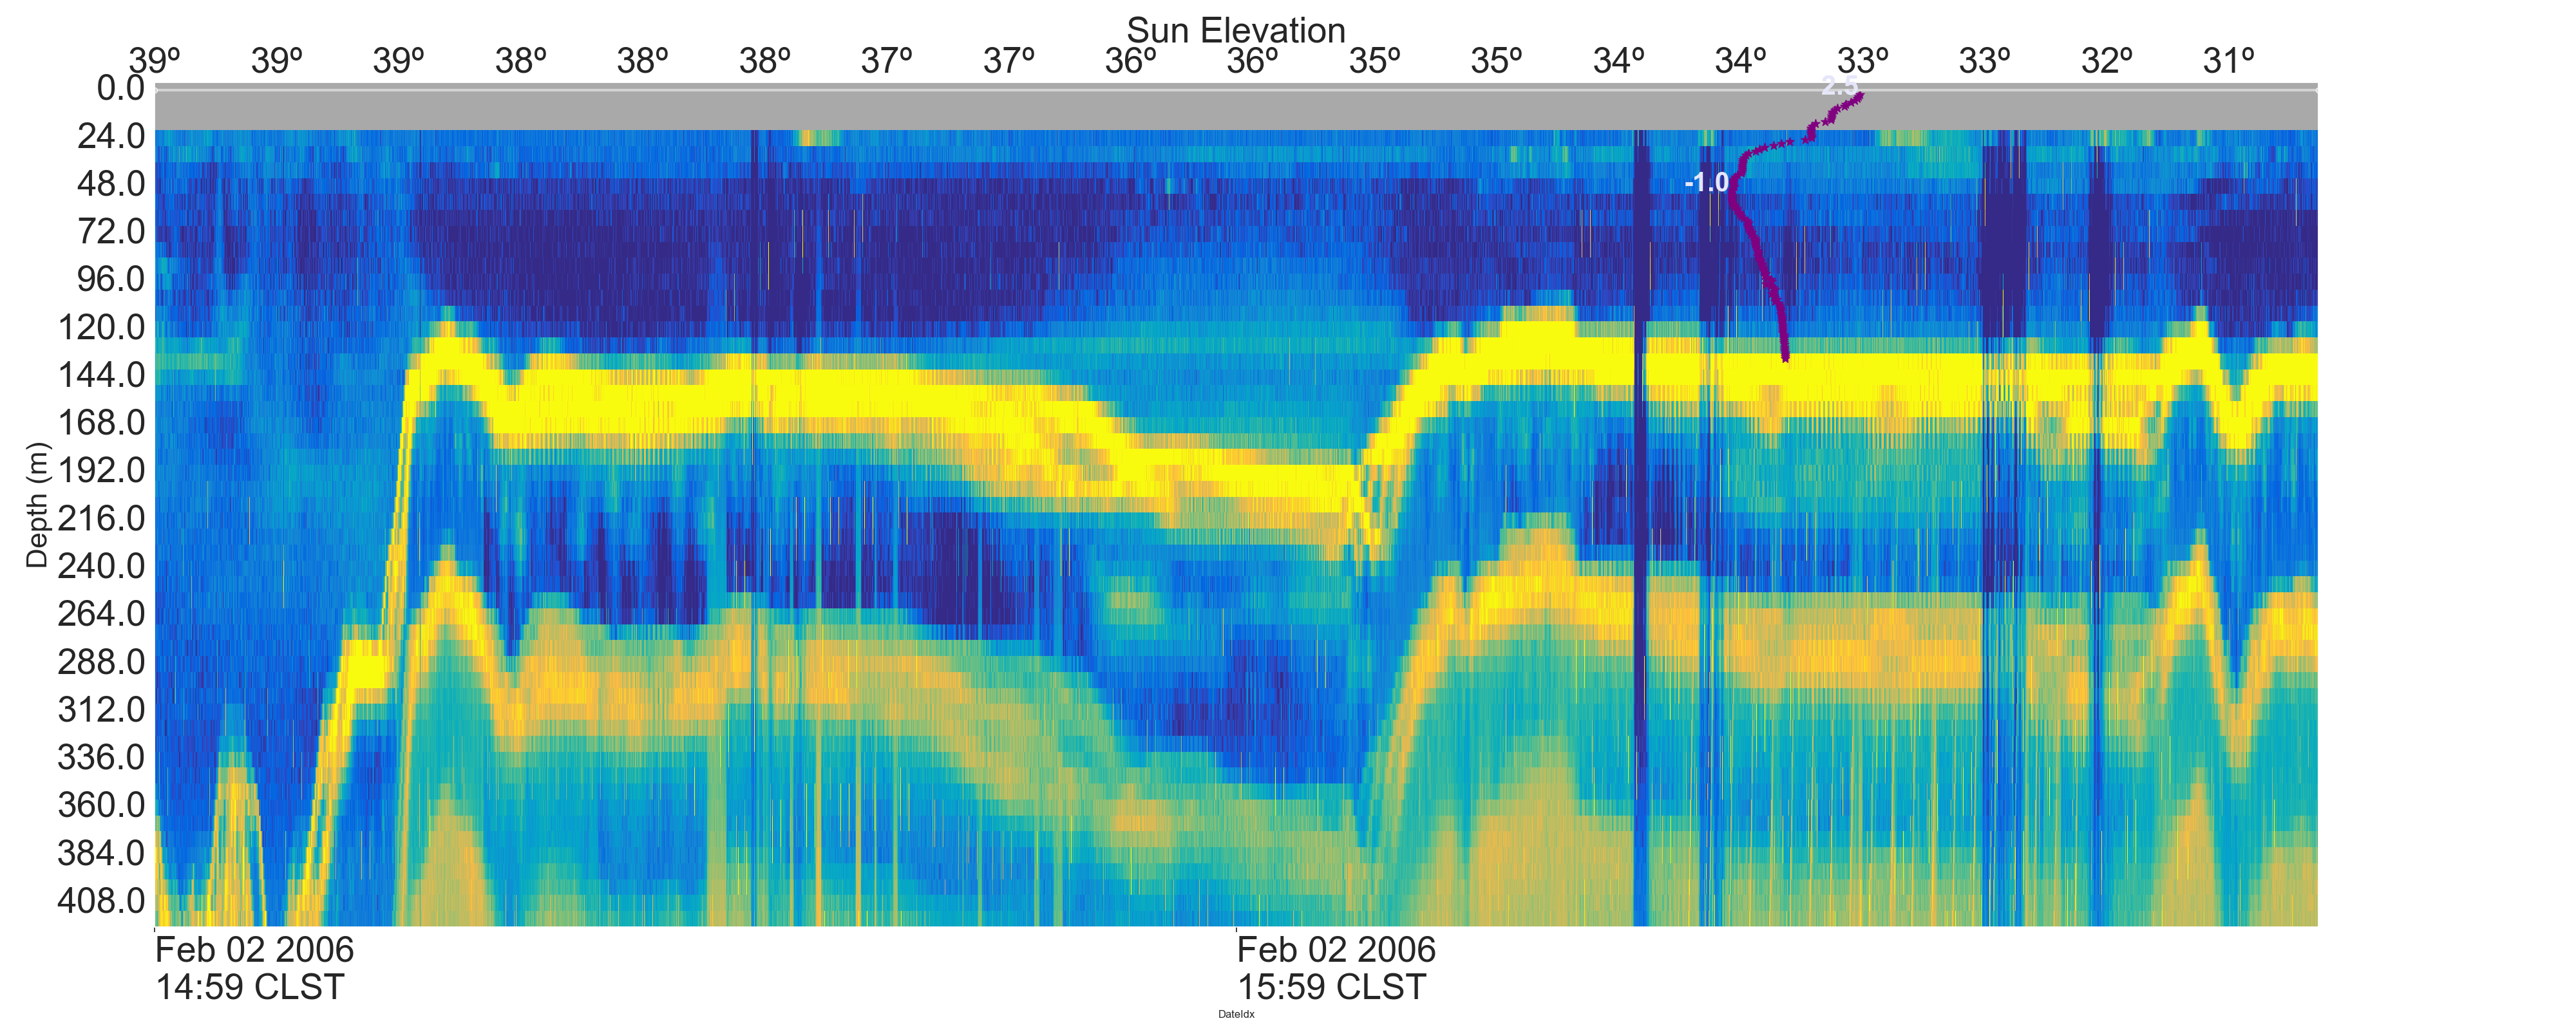 Sun Elevation
39º 39º 39º 38º 38º 38º 37º 37º 36º 36º 35º 35º 34º 34º 33º 33º 32º 31º
0.0
2.5
24.0
48.0
-1.0
72.0
96.0
120.0
144.0
168.0
192.0
216.0
240.0
264.0
288.0
312.0
336.0
360.0
384.0
408.0
Depth (m)
Feb 02 2006
14:59 CLST
Feb 02 2006
15:59 CLST
DateIdx